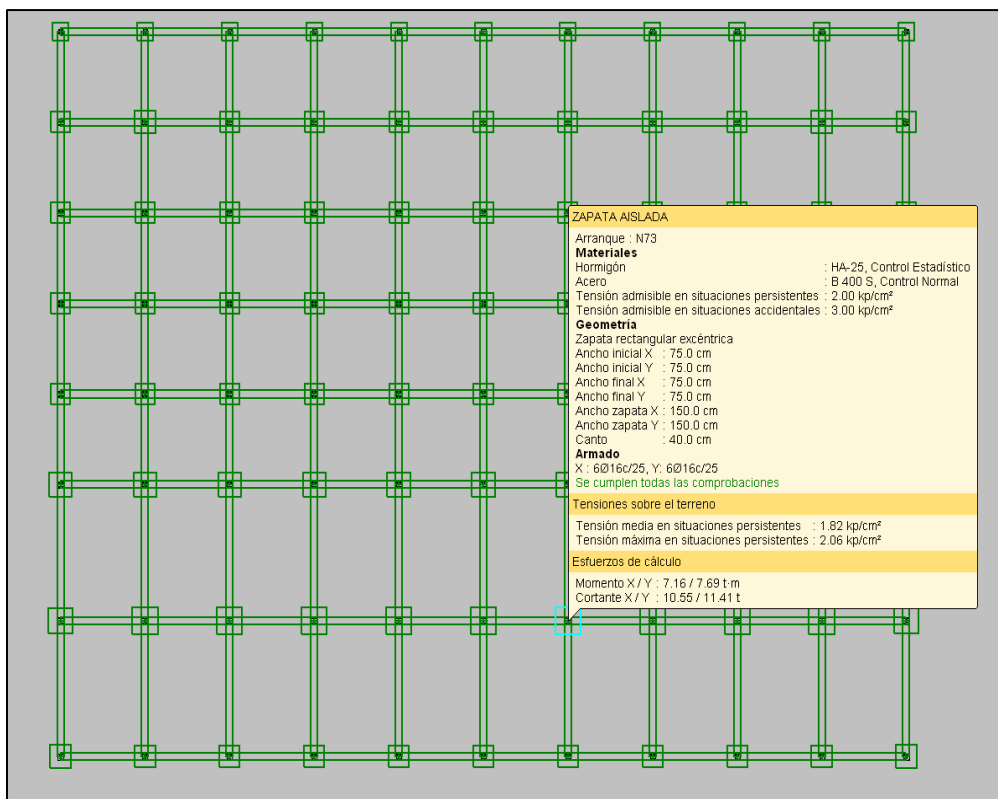 ZAPATA AISLADA
Arranque : N73
Materiales
Hormigón : HA-25, Control Estadístico
Acero : B 400 S, Control Normal
Tensión admisible en situaciones persistentes : 2.00 kp/cm²
Tensión admisible en situaciones accidentales : 3.00 kp/cm²
Geometría
Zapata rectangular excéntrica
Ancho inicial X : 75.0 cm
Ancho inicial Y : 75.0 cm
Ancho final X : 75.0 cm
Ancho final Y : 75.0 cm
Ancho zapata X : 150.0 cm
Ancho zapata Y : 150.0 cm
Canto : 40.0 cm
Armado
X : 6Ø16c/25, Y: 6Ø16c/25
Se cumplen todas las comprobaciones
Tensiones sobre el terreno
Tensión media en situaciones persistentes : 1.82 kp/cm²
Tensión máxima en situaciones persistentes : 2.06 kp/cm²
Esfuerzos de cálculo
Momento X / Y : 7.16 / 7.69 t·m
Cortante X / Y : 10.55 / 11.41 t